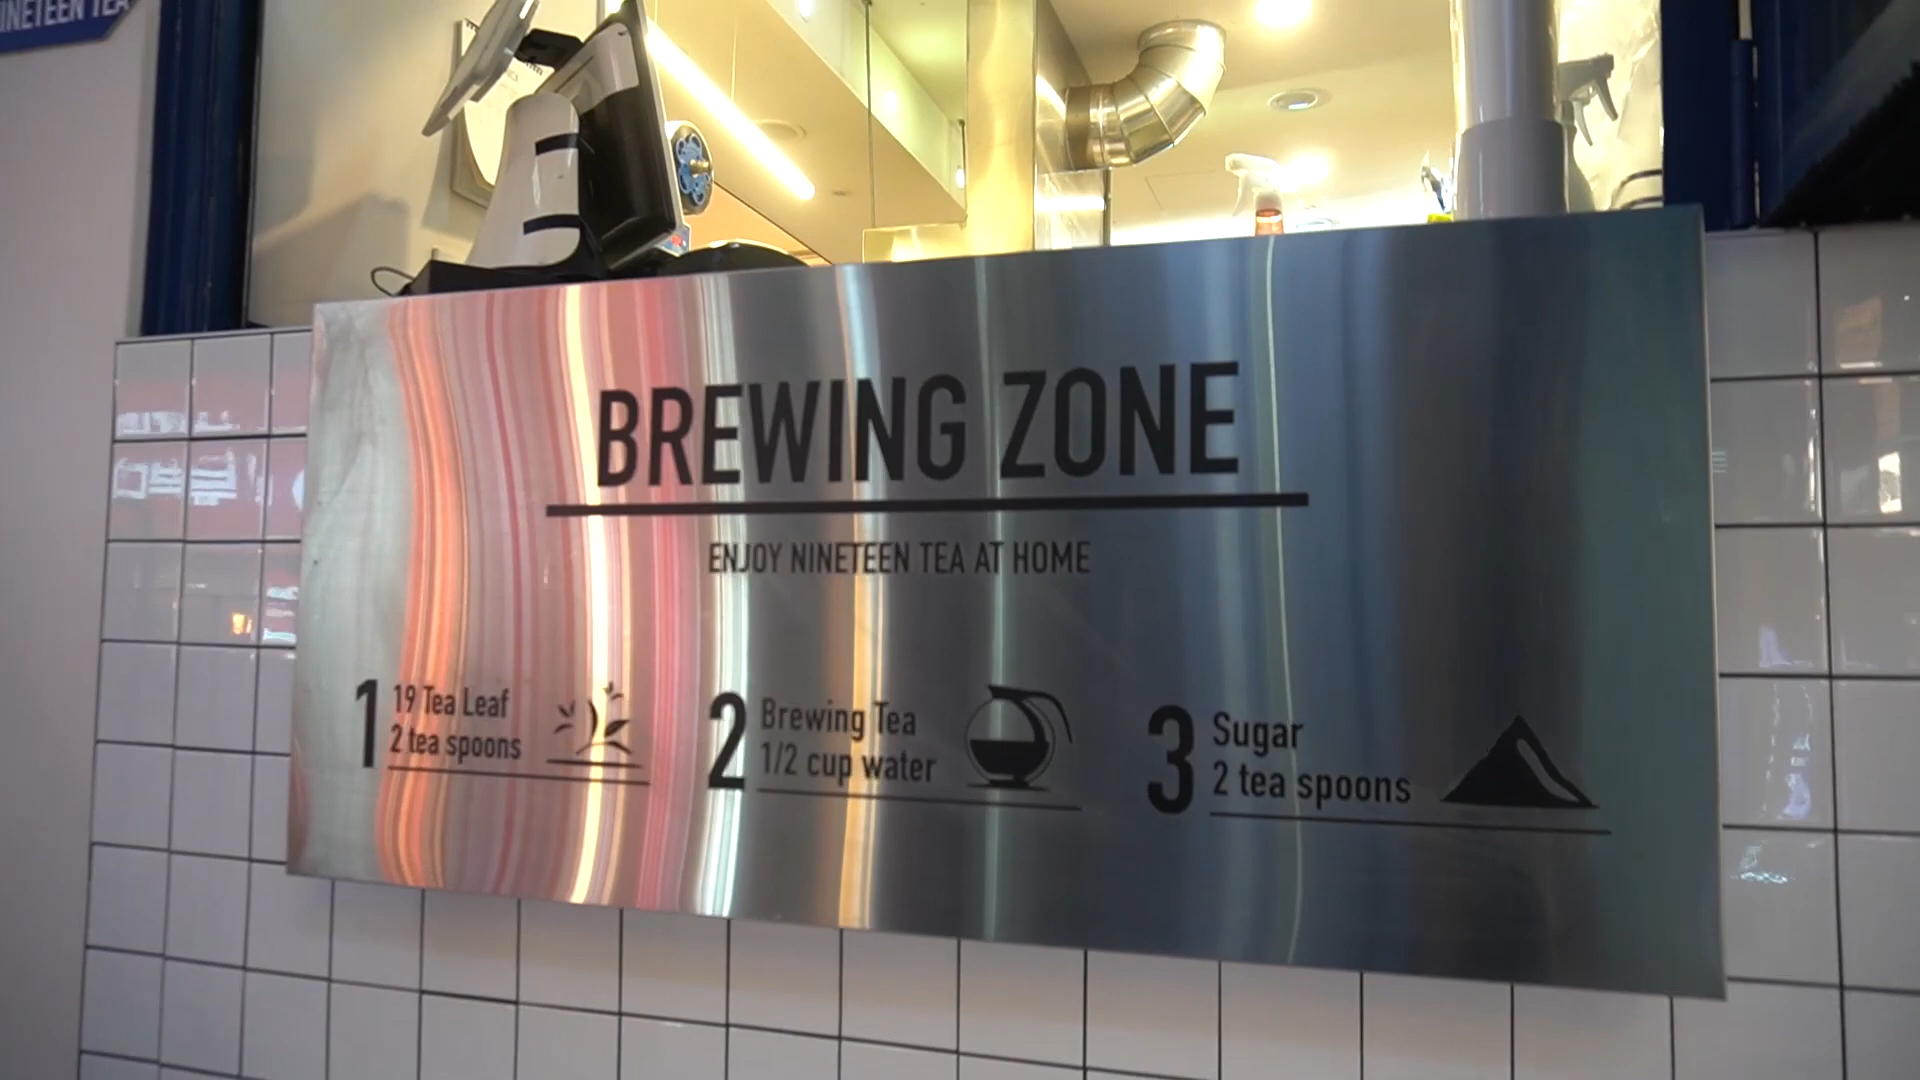 NINETEEN TEA
BREWING ZONE
ENJOY NINETEEN TEA AT HOME
1 19 Tea Leaf
2 tea spoons
2 Brewing Tea
1/2 cup water
3 Sugar
2 tea spoons